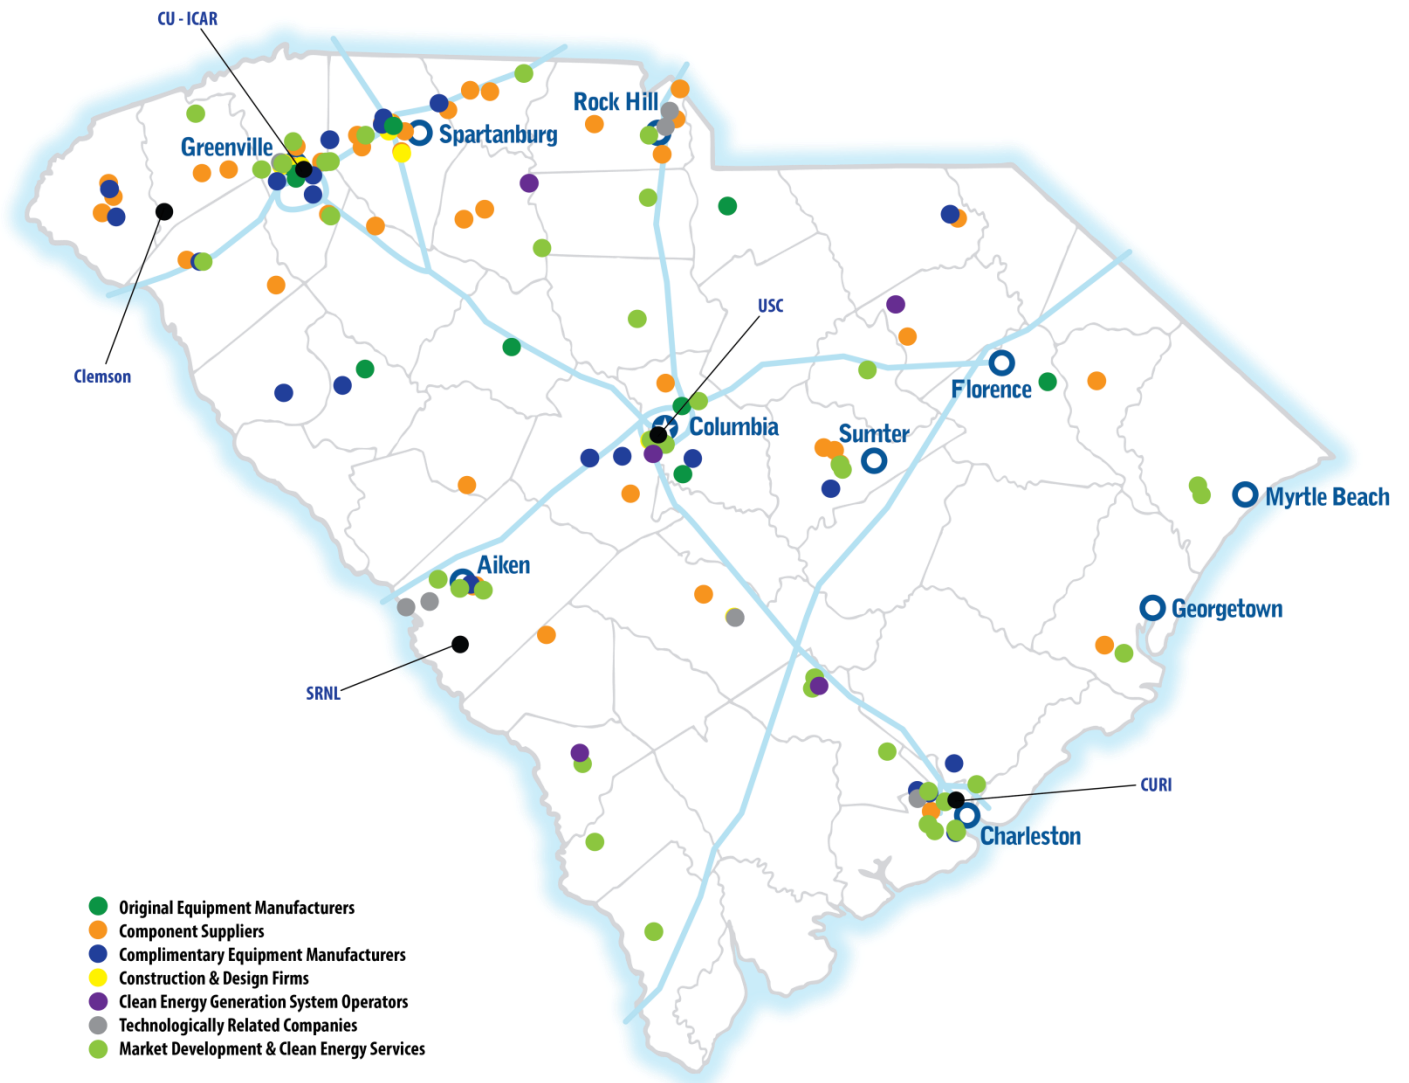 CU - ICAR
Rock Hill
Spartanburg
Greenville
USC
Clemson
Florence
Columbia
Sumter
Myrtle Beach
Aiken
Georgetown
SRNL
CURI
Charleston
Original Equipment Manufacturers
Component Suppliers
Complimentary Equipment Manufacturers
Construction & Design Firms
Clean Energy Generation System Operators
Technologically Related Companies
Market Development & Clean Energy Services